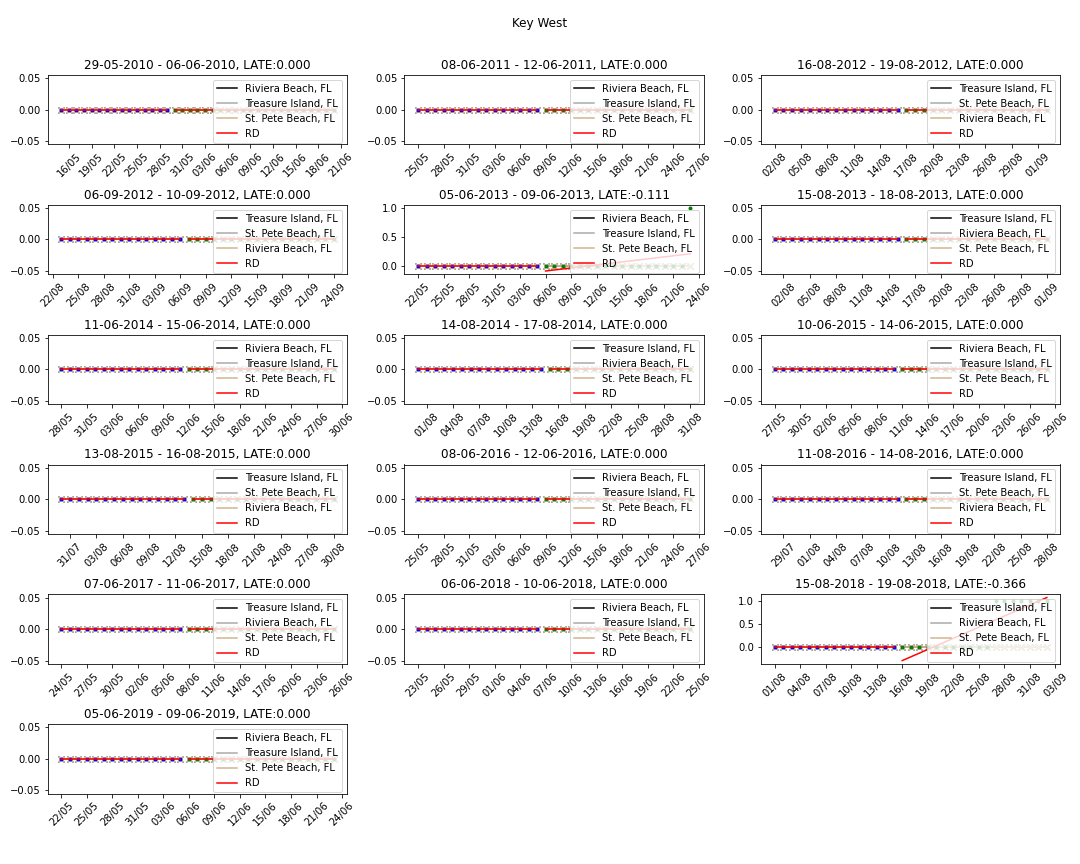 Key West
29-05-2010 - 06-06-2010, LATE:0.000
0.05
0.00
−0.05
Riviera Beach, FL
Treasure Island, FL
St. Pete Beach, FL
RD
16/05 19/05 22/05 25/05 28/05 31/05 03/06 06/06 09/06 12/06 15/06 18/06 21/06
08-06-2011 - 12-06-2011, LATE:0.000
0.05
0.00
−0.05
Riviera Beach, FL
Treasure Island, FL
St. Pete Beach, FL
RD
25/05 28/05 31/05 03/06 06/06 09/06 12/06 15/06 18/06 21/06 24/06 27/06
16-08-2012 - 19-08-2012, LATE:0.000
0.05
0.00
−0.05
Treasure Island, FL
St. Pete Beach, FL
Riviera Beach, FL
RD
02/08 05/08 08/08 11/08 14/08 17/08 20/08 23/08 26/08 29/08 01/09
06-09-2012 - 10-09-2012, LATE:0.000
0.05
0.00
−0.05
Treasure Island, FL
St. Pete Beach, FL
Riviera Beach, FL
RD
22/08 25/08 28/08 31/08 03/09 06/09 09/09 12/09 15/09 18/09 21/09 24/09
05-06-2013 - 09-06-2013, LATE:-0.111
1.0
0.5
0.0
Riviera Beach, FL
Treasure Island, FL
St. Pete Beach, FL
RD
22/05 25/05 28/05 31/05 03/06 06/06 09/06 12/06 15/06 18/06 21/06 24/06
15-08-2013 - 18-08-2013, LATE:0.000
0.05
0.00
−0.05
Treasure Island, FL
Riviera Beach, FL
St. Pete Beach, FL
RD
02/08 05/08 08/08 11/08 14/08 17/08 20/08 23/08 26/08 29/08 01/09
11-06-2014 - 15-06-2014, LATE:0.000
0.05
0.00
−0.05
Riviera Beach, FL
Treasure Island, FL
St. Pete Beach, FL
RD
28/05 31/05 03/06 06/06 09/06 12/06 15/06 18/06 21/06 24/06 27/06 30/06
14-08-2014 - 17-08-2014, LATE:0.000
0.05
0.00
−0.05
Treasure Island, FL
Riviera Beach, FL
St. Pete Beach, FL
RD
01/08 04/08 07/08 10/08 13/08 16/08 19/08 22/08 25/08 28/08 31/08
10-06-2015 - 14-06-2015, LATE:0.000
0.05
0.00
−0.05
Riviera Beach, FL
Treasure Island, FL
St. Pete Beach, FL
RD
27/05 30/05 02/06 05/06 08/06 11/06 14/06 17/06 20/06 23/06 26/06 29/06
13-08-2015 - 16-08-2015, LATE:0.000
0.05
0.00
−0.05
Treasure Island, FL
St. Pete Beach, FL
Riviera Beach, FL
RD
31/07 03/08 06/08 09/08 12/08 15/08 18/08 21/08 24/08 27/08 30/08
08-06-2016 - 12-06-2016, LATE:0.000
0.05
0.00
−0.05
Riviera Beach, FL
Treasure Island, FL
St. Pete Beach, FL
RD
25/05 28/05 31/05 03/06 06/06 09/06 12/06 15/06 18/06 21/06 24/06 27/06
11-08-2016 - 14-08-2016, LATE:0.000
0.05
0.00
−0.05
Treasure Island, FL
St. Pete Beach, FL
Riviera Beach, FL
RD
29/07 01/08 04/08 07/08 10/08 13/08 16/08 19/08 22/08 25/08 28/08
07-06-2017 - 11-06-2017, LATE:0.000
0.05
0.00
−0.05
Treasure Island, FL
Riviera Beach, FL
St. Pete Beach, FL
RD
24/05 27/05 30/05 02/06 05/06 08/06 11/06 14/06 17/06 20/06 23/06 26/06
06-06-2018 - 10-06-2018, LATE:0.000
0.05
0.00
−0.05
Riviera Beach, FL
Treasure Island, FL
St. Pete Beach, FL
RD
23/05 26/05 29/05 01/06 04/06 07/06 10/06 13/06 16/06 19/06 22/06 25/06
15-08-2018 - 19-08-2018, LATE:-0.366
1.0
0.5
0.0
Treasure Island, FL
St. Pete Beach, FL
Riviera Beach, FL
RD
01/08 04/08 07/08 10/08 13/08 16/08 19/08 22/08 25/08 28/08 31/08 03/09
05-06-2019 - 09-06-2019, LATE:0.000
0.05
0.00
−0.05
Riviera Beach, FL
Treasure Island, FL
St. Pete Beach, FL
RD
22/05 25/05 28/05 31/05 03/06 06/06 09/06 12/06 15/06 18/06 21/06 24/06